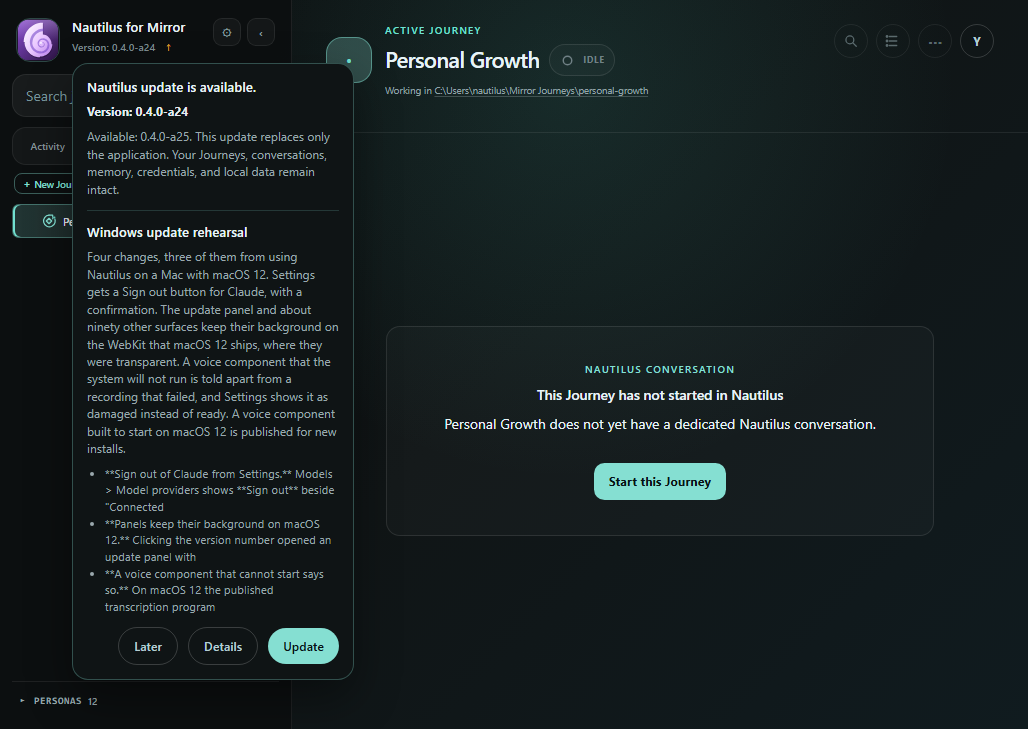 Nautilus for Mirror
Version: 0.4.0-a24 ↑
Search
Activity
+ New Jou
Pe
Nautilus update is available.
Version: 0.4.0-a24
Available: 0.4.0-a25. This update replaces only
the application. Your Journeys, conversations,
memory, credentials, and local data remain
intact.
Windows update rehearsal
Four changes, three of them from using
Nautilus on a Mac with macOS 12. Settings
gets a Sign out button for Claude, with a
confirmation. The update panel and about
ninety other surfaces keep their background on
the WebKit that macOS 12 ships, where they
were transparent. A voice component that the
system will not run is told apart from a
recording that failed, and Settings shows it as
damaged instead of ready. A voice component
built to start on macOS 12 is published for new
installs.
• **Sign out of Claude from Settings.** Models
> Model providers shows **Sign out** beside
"Connected
• **Panels keep their background on macOS
12.** Clicking the version number opened an
update panel with
• **A voice component that cannot start says
so.** On macOS 12 the published
transcription program
Later
Details
Update
PERSONAS 12
ACTIVE JOURNEY
Personal Growth
IDLE
Working in C:\Users\nautilus\Mirror Journeys\personal-growth
Y
NAUTILUS CONVERSATION
This Journey has not started in Nautilus
Personal Growth does not yet have a dedicated Nautilus conversation.
Start this Journey